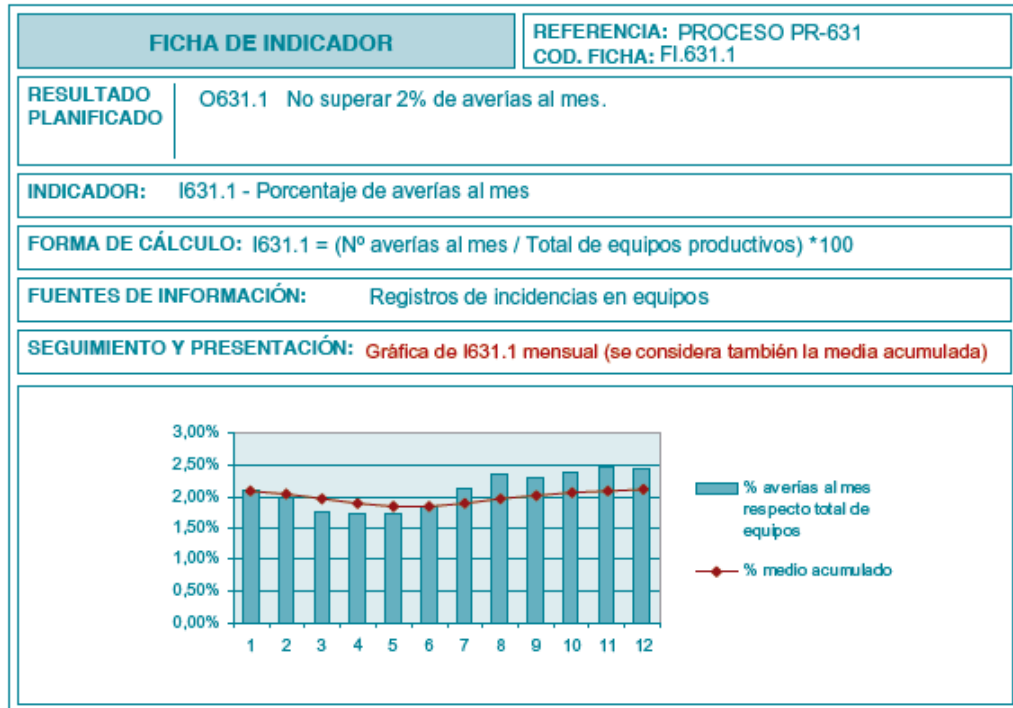 FICHA DE INDICADOR
REFERENCIA: PROCESO PR-631
COD. FICHA: FI.631.1
RESULTADO
PLANIFICADO
O631.1 No superar 2% de averías al mes.
INDICADOR: I631.1 - Porcentaje de averías al mes
FORMA DE CÁLCULO: I631.1 = (Nº averías al mes / Total de equipos productivos) *100
FUENTES DE INFORMACIÓN: Registros de incidencias en equipos
SEGUIMIENTO Y PRESENTACIÓN: Gráfica de I631.1 mensual (se considera también la media acumulada)
3,00%
2,50%
2,00%
1,50%
1,00%
0,50%
0,00%
1 2 3 4 5 6 7 8 9 10 11 12
% averías al mes
respecto total de
equipos
% medio acumulado